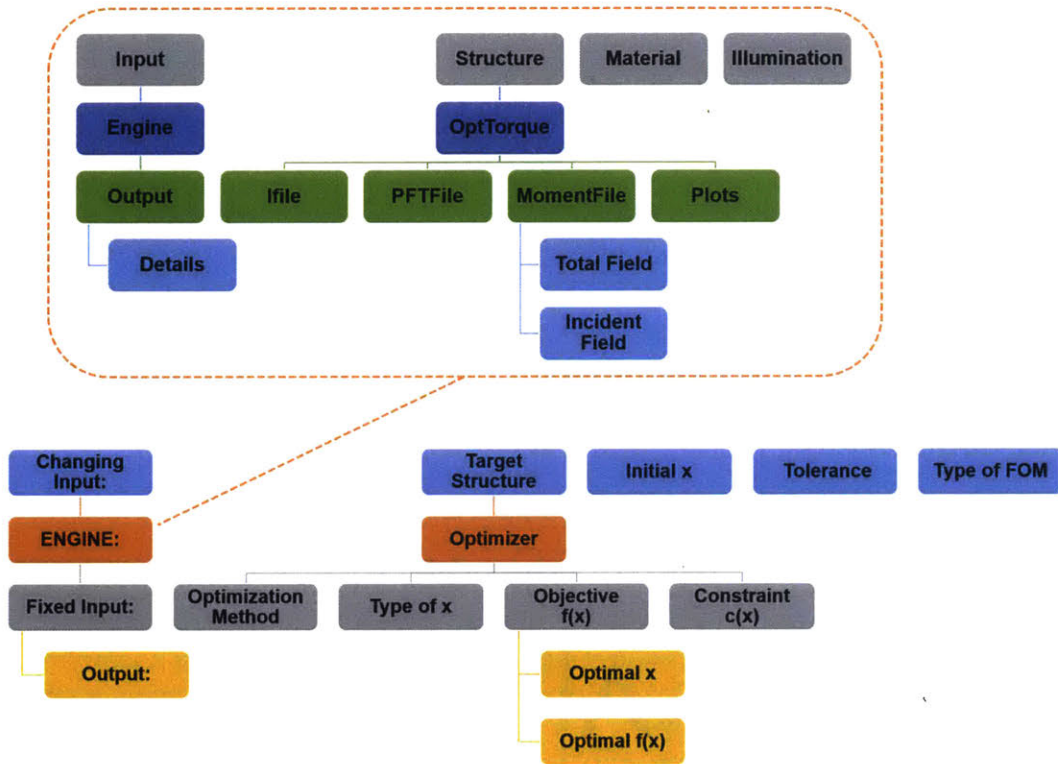 Input
Structure
Material
Illumination
Engine
OptTorque
Output
Ifile
PFTFile
MomentFile
Plots
Details
Total Field
Incident
Field
Changing
Input:
Target
Structure
Initial x
Tolerance
Type of FOM
ENGINE:
Optimizer
Fixed Input:
Optimization
Method
Type of x
Objective
f(x)
Constraint
c(x)
Output:
Optimal x
Optimal f(x)